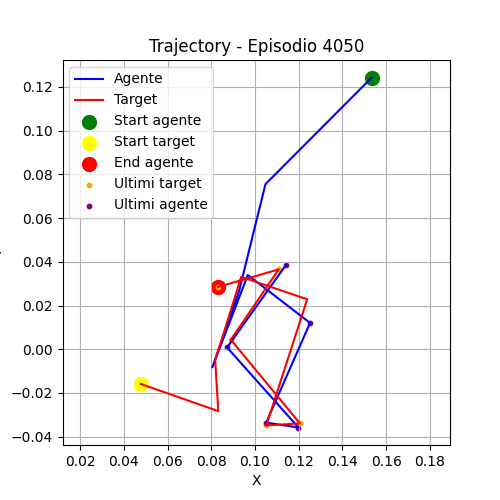 Trajectory - Episodio 4050
Agente
Target
Start agente
Start target
End agente
Ultimi target
Ultimi agente
0.12
0.10
0.08
0.06
0.04
0.02
0.00
−0.02
−0.04
0.02 0.04 0.06 0.08 0.10 0.12 0.14 0.16 0.18
X